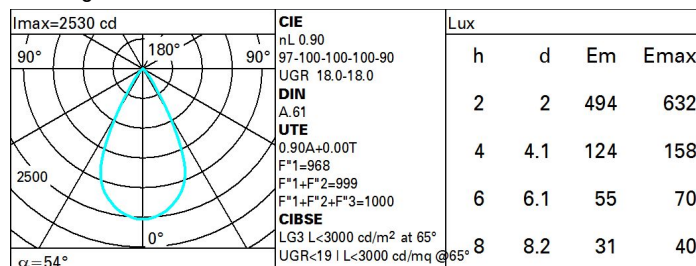 Imax=2530 cd
90° 180° 90°
2500
0°
α=54°
CIE
nL 0.90
97-100-100-100-90
UGR 18.0-18.0
DIN
A.61
UTE
0.90A+0.00T
F"1=968
F"1+F"2=999
F"1+F"2+F"3=1000
CIBSE
LG3 L<3000 cd/m² at 65°
UGR<19 | L<3000 cd/mq @65°
Lux
h d Em Emax
2 2 494 632
4 4.1 124 158
6 6.1 55 70
8 8.2 31 40